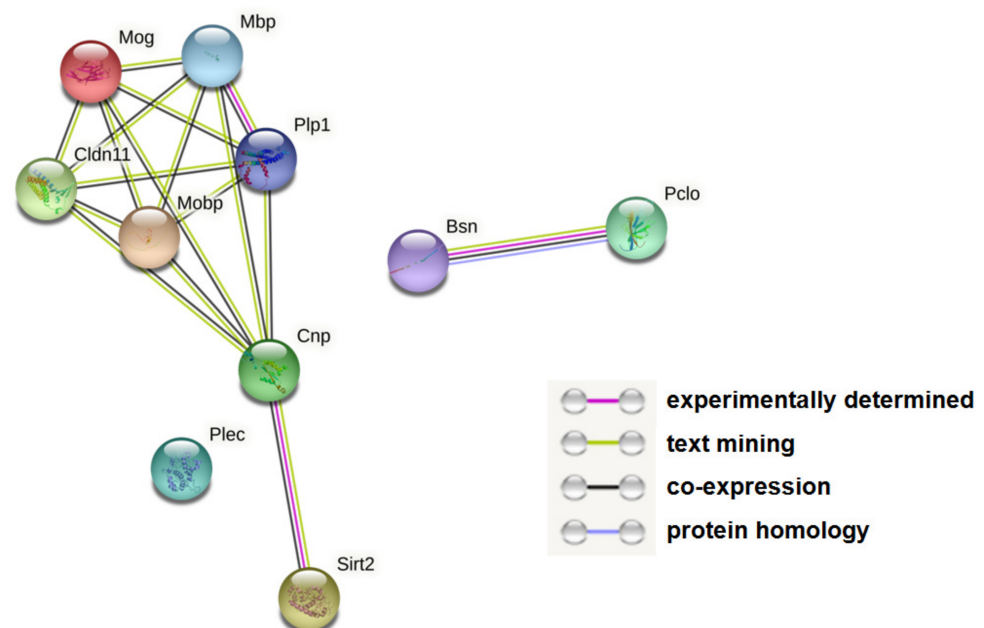 Mog
Mbp
Plp1
Cldn11
Mobp
Bsn
Pclo
Cnp
Plec
Sirt2
experimentally determined
text mining
co-expression
protein homology